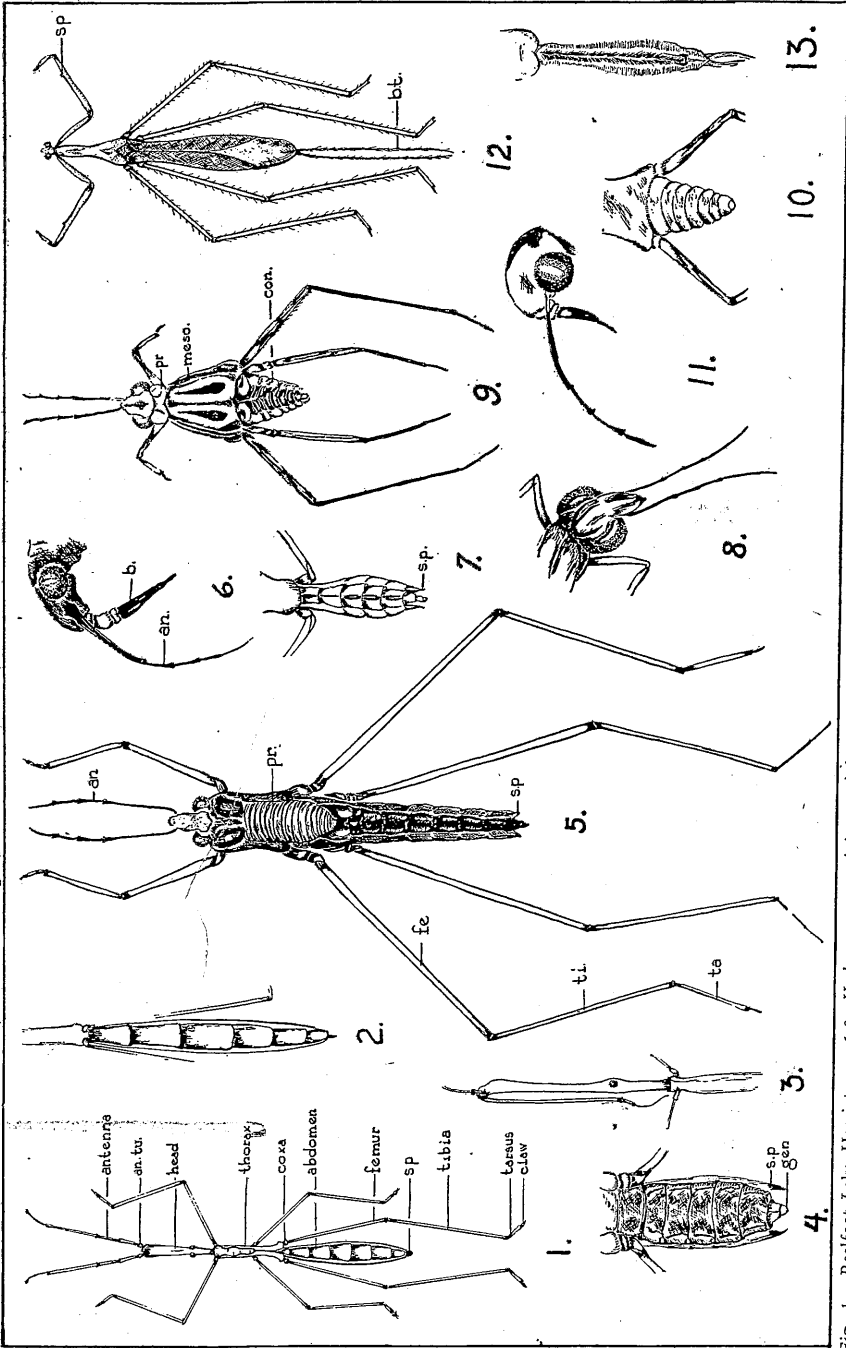 antenna
an. tu.
head
thorax
coxa
abdomen
femur
sp
tibia
tarsus
claw
1.
2.
3.
s.p
gen
4.
an.
pr.
s.p
fe
ti.
ta
5.
an.
b.
6.
s.p.
7.
8.
pr
meso.
con.
9.
10.
11.
sp
bt.
12.
13.